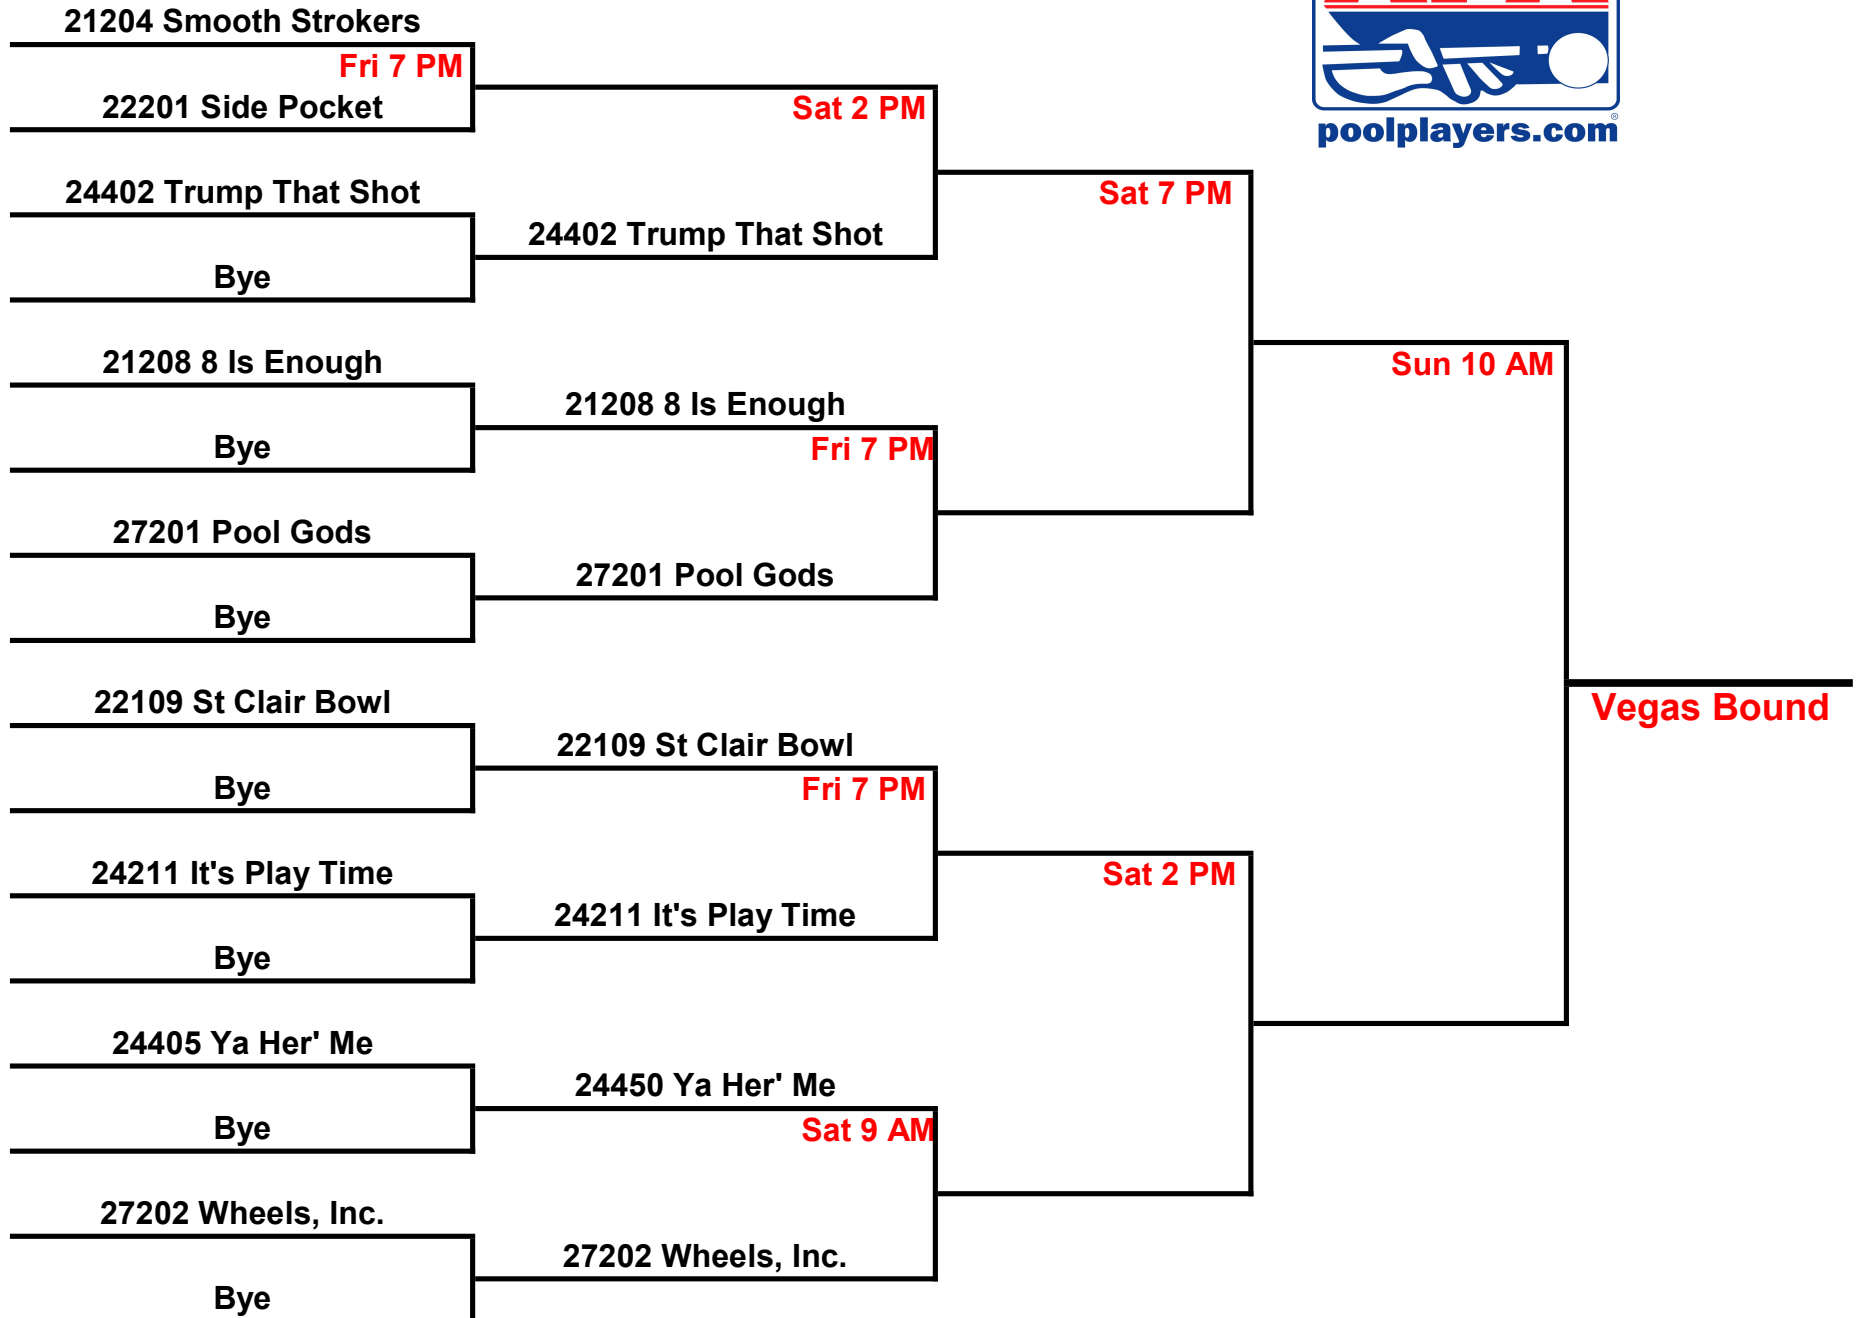 21204 Smooth Strokers
Fri 7 PM
22201 Side Pocket
Sat 2 PM
poolplayers.com®
24402 Trump That Shot
Sat 7 PM
24402 Trump That Shot
Bye
21208 8 Is Enough
Sun 10 AM
21208 8 Is Enough
Bye
Fri 7 PM
27201 Pool Gods
27201 Pool Gods
Bye
22109 St Clair Bowl
Vegas Bound
22109 St Clair Bowl
Bye
Fri 7 PM
24211 It's Play Time
Sat 2 PM
24211 It's Play Time
Bye
24405 Ya Her' Me
24450 Ya Her' Me
Bye
Sat 9 AM
27202 Wheels, Inc.
27202 Wheels, Inc.
Bye